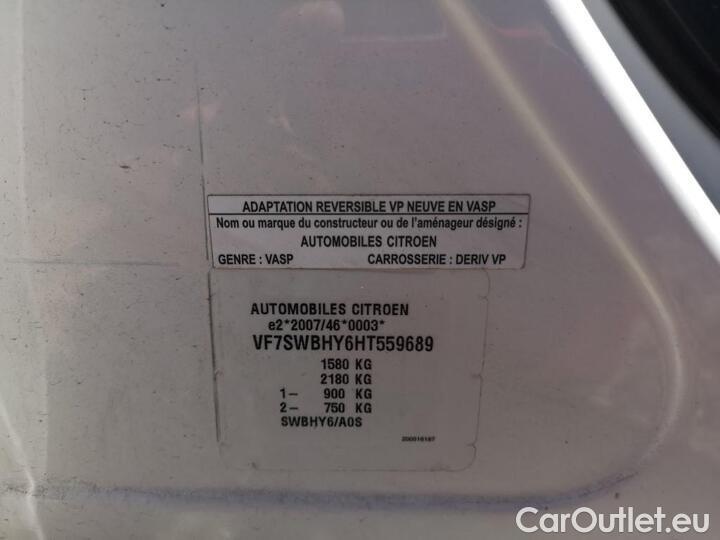 ADAPTATION REVERSIBLE VP NEUVE EN VASP
Nom ou marque du constructeur ou de l'aménageur désigné :
AUTOMOBILES CITROEN
GENRE : VASP CARROSSERIE : DERIV VP
AUTOMOBILES CITROEN
e2*2007/46*0003*
VF7SWBHY6HT559689
1580 KG
2180 KG
1- 900 KG
2- 750 KG
SWBHY6/A0S
200016187
CarOutlet.eu